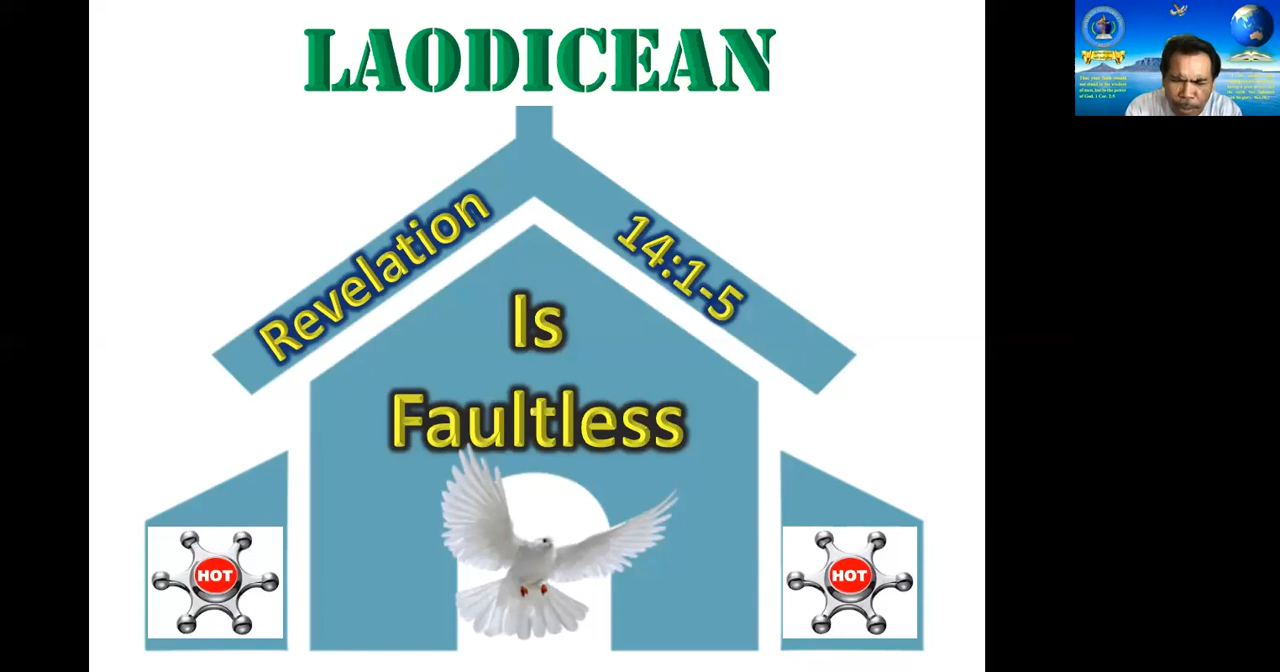 LAODICEAN
Revelation
14:1-5
Is
Faultless
HOT
HOT